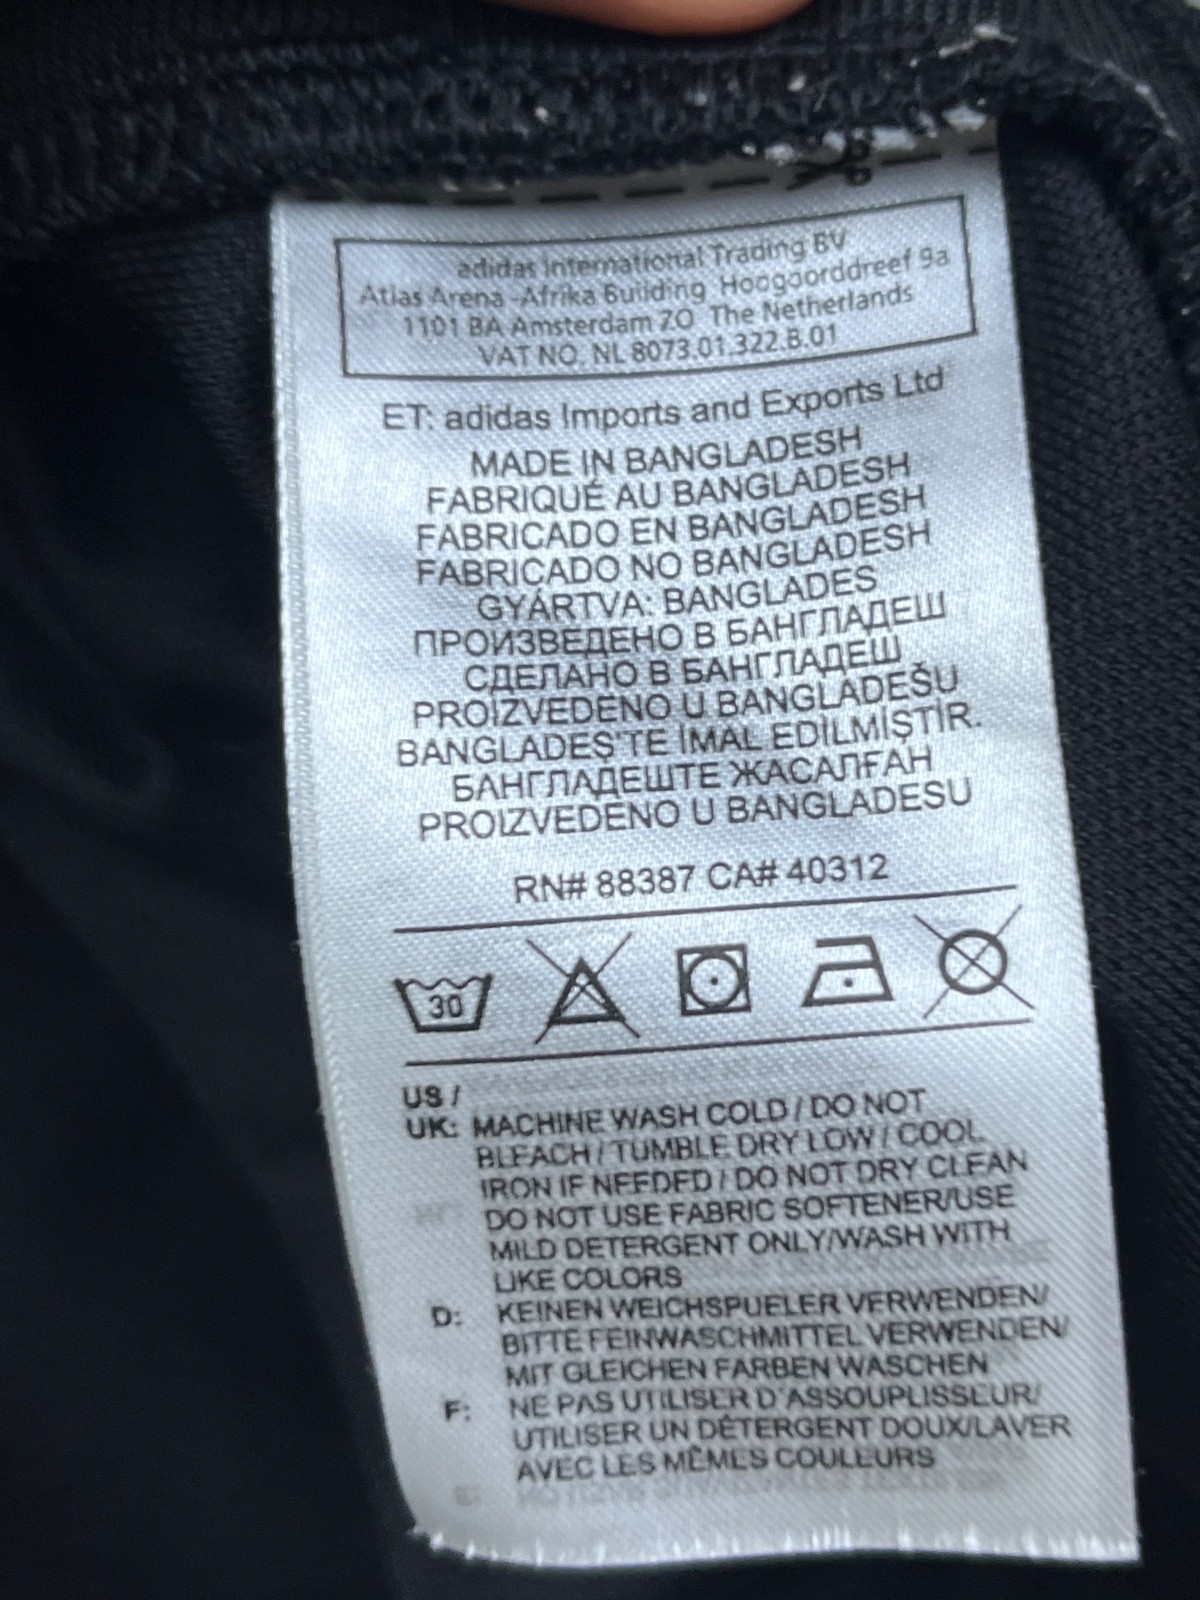 adidas International Trading BV
Atlas Arena -Afrika Building Hoogoorddreef 9a
1101 BA Amsterdam ZO The Netherlands
VAT NO. NL 8073.01.322.B.01
ET: adidas Imports and Exports Ltd
MADE IN BANGLADESH
FABRIQUÉ AU BANGLADESH
FABRICADO EN BANGLADESH
FABRICADO NO BANGLADESH
GYÁRTVA: BANGLADES
ПРОИЗВЕДЕНО В БАНГЛАДЕШ
СДЕЛАНО В БАНГЛАДЕШ
PROIZVEDENO U BANGLADEŠU
BANGLADEŞ'TE İMAL EDİLMİŞTİR.
БАНГЛАДЕШТЕ ЖАСАЛҒАН
PROIZVEDENO U BANGLADESU
RN# 88387 CA# 40312
30
US /
UK: MACHINE WASH COLD / DO NOT
BLEACH / TUMBLE DRY LOW / COOL
IRON IF NEEDED / DO NOT DRY CLEAN
DO NOT USE FABRIC SOFTENER/USE
MILD DETERGENT ONLY/WASH WITH
LIKE COLORS
D: KEINEN WEICHSPUELER VERWENDEN/
BITTE FEINWASCHMITTEL VERWENDEN/
MIT GLEICHEN FARBEN WASCHEN
F: NE PAS UTILISER D'ASSOUPLISSEUR/
UTILISER UN DÉTERGENT DOUX/LAVER
AVEC LES MÊMES COULEURS